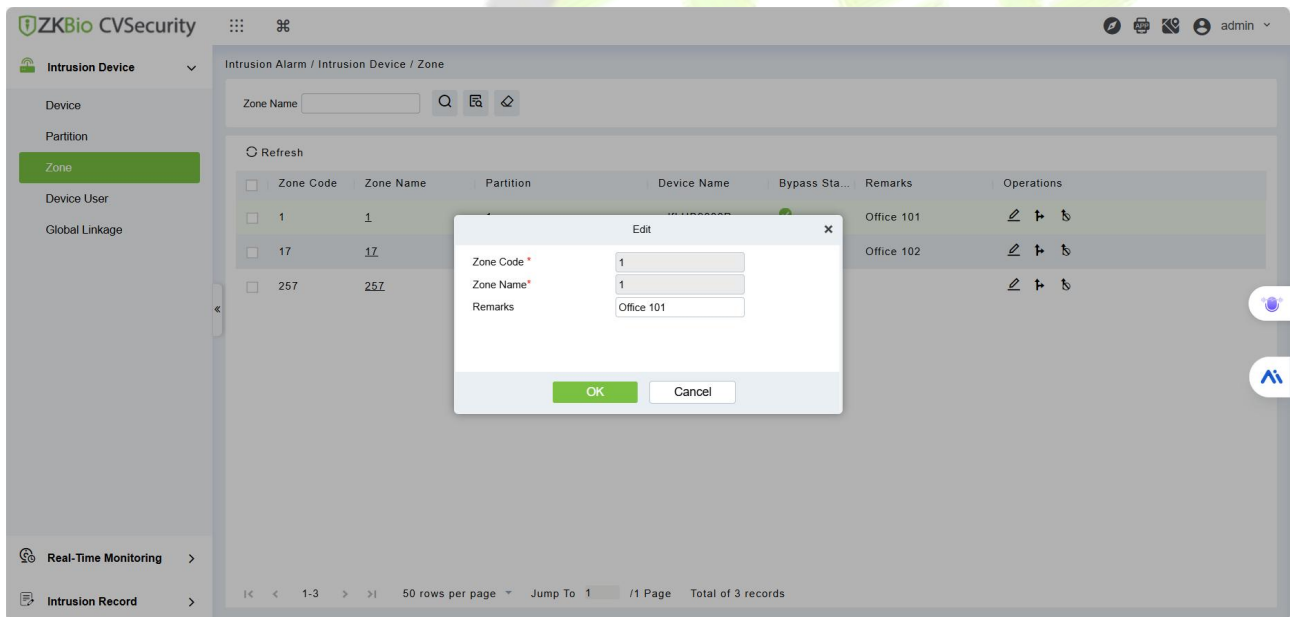 ZKBio CVSecurity
admin
Intrusion Device
Intrusion Alarm / Intrusion Device / Zone
Device
Partition
Zone
Device User
Global Linkage
Zone Name
Refresh
Zone Code Zone Name Partition Device Name Bypass Sta... Remarks Operations
1 1 Office 101
17 17 Office 102
257 257
Edit
Zone Code * 1
Zone Name* 1
Remarks Office 101
OK Cancel
Real-Time Monitoring
Intrusion Record
1-3 50 rows per page Jump To 1 /1 Page Total of 3 records